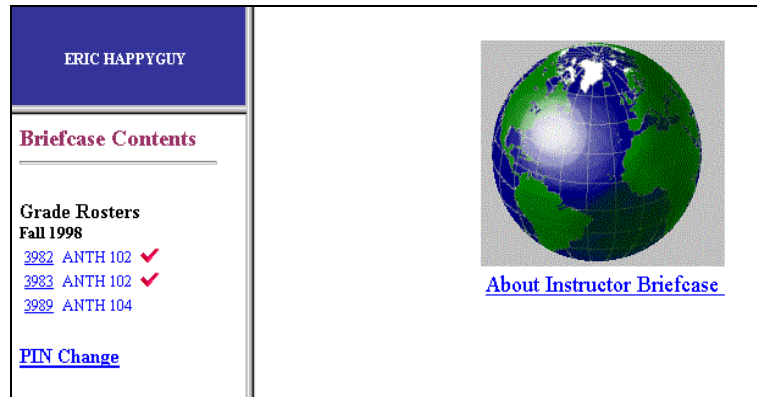 ERIC HAPPYGUY
Briefcase Contents
Grade Rosters
Fall 1998
3982 ANTH 102
3983 ANTH 102
3989 ANTH 104
PIN Change
About Instructor Briefcase